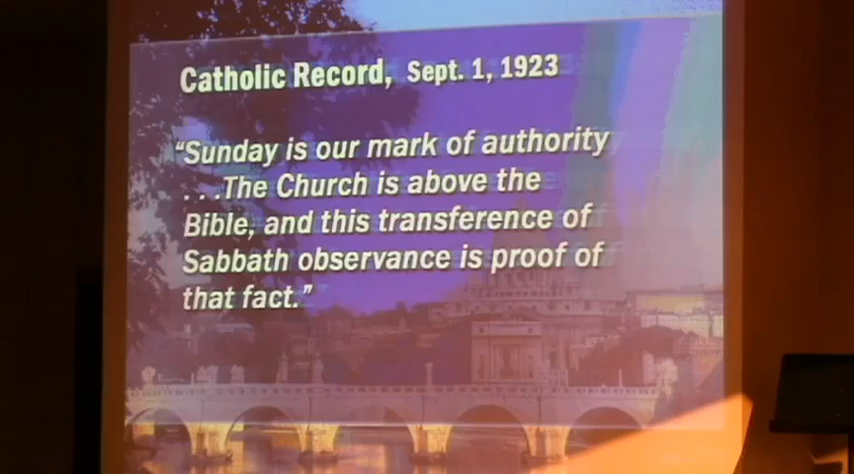 Catholic Record, Sept. 1, 1923
“Sunday is our mark of authority
. . .The Church is above the
Bible, and this transference of
Sabbath observance is proof of
that fact.”